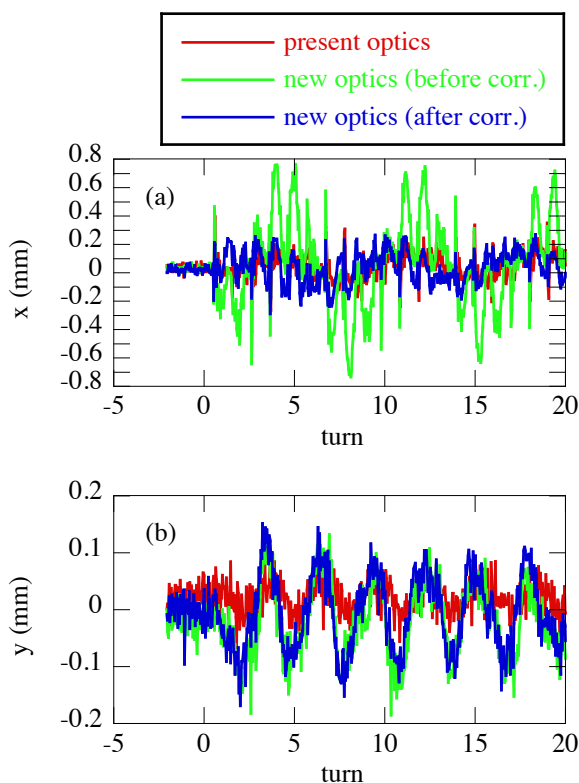 present optics
new optics (before corr.)
new optics (after corr.)
(a)
x (mm)
0.8
0.6
0.4
0.2
0
-0.2
-0.4
-0.6
-0.8
-5 0 5 10 15 20
turn
(b)
y (mm)
0.2
0.1
0
-0.1
-0.2
-5 0 5 10 15 20
turn